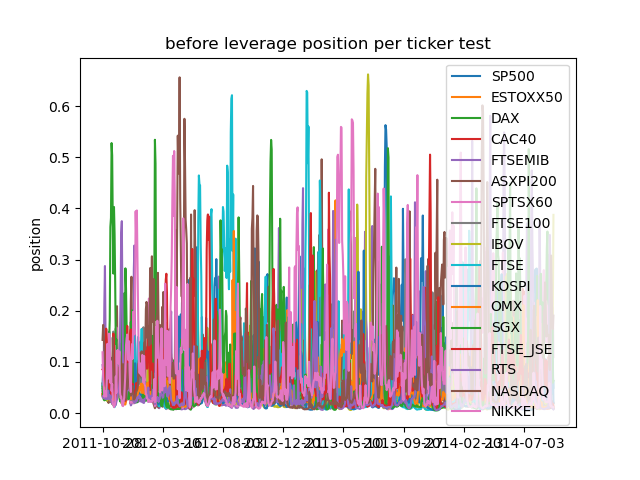 before leverage position per ticker test
SP500
ESTOXX50
DAX
CAC40
FTSEMIB
ASXPI200
SPTSX60
FTSE100
IBOV
FTSE
KOSPI
OMX
SGX
FTSE_JSE
RTS
NASDAQ
NIKKEI
position
0.6
0.5
0.4
0.3
0.2
0.1
0.0
2014-07-03